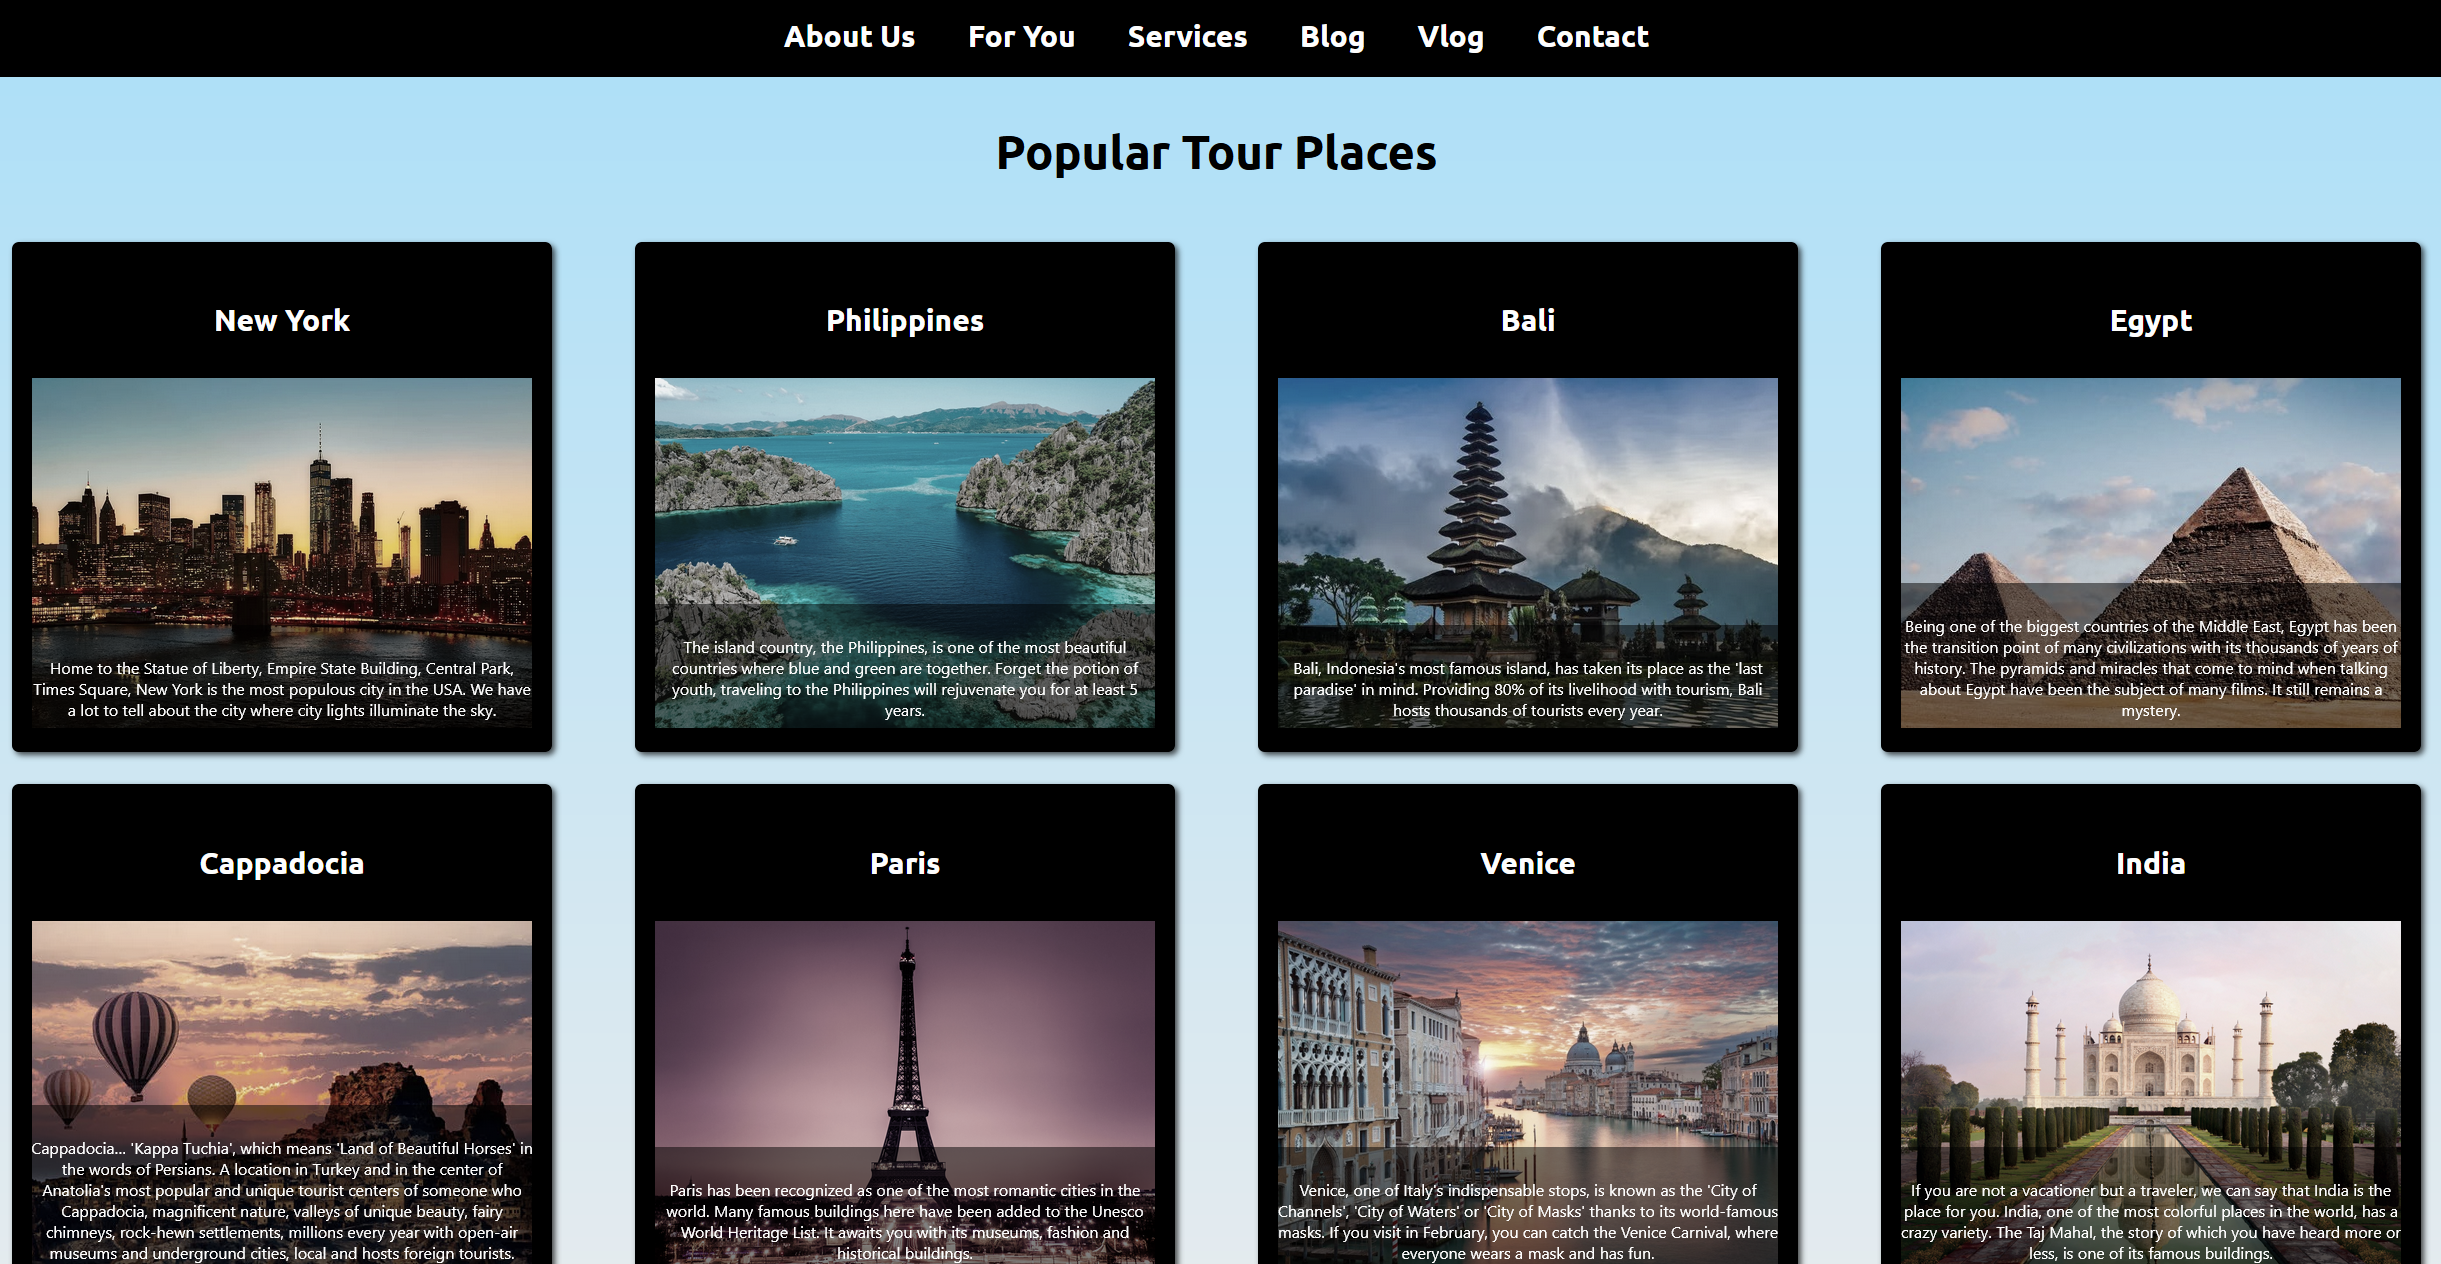 About Us For You Services Blog Vlog Contact
Popular Tour Places
New York
Home to the Statue of Liberty, Empire State Building, Central Park,
Times Square, New York is the most populous city in the USA. We have
a lot to tell about the city where city lights illuminate the sky.
Philippines
The island country, the Philippines, is one of the most beautiful
countries where blue and green are together. Forget the potion of
youth, traveling to the Philippines will rejuvenate you for at least 5
years.
Bali
Bali, Indonesia's most famous island, has taken its place as the 'last
paradise' in mind. Providing 80% of its livelihood with tourism, Bali
hosts thousands of tourists every year.
Egypt
Being one of the biggest countries of the Middle East, Egypt has been
the transition point of many civilizations with its thousands of years of
history. The pyramids and miracles that come to mind when talking
about Egypt have been the subject of many films. It still remains a
mystery.
Cappadocia
Cappadocia... 'Kappa Tuchia', which means 'Land of Beautiful Horses' in
the words of Persians. A location in Turkey and in the center of
Anatolia's most popular and unique tourist centers of someone who
Cappadocia, magnificent nature, valleys of unique beauty, fairy
chimneys, rock-hewn settlements, millions every year with open-air
museums and underground cities, local and hosts foreign tourists.
Paris
Paris has been recognized as one of the most romantic cities in the
world. Many famous buildings here have been added to the Unesco
World Heritage List. It awaits you with its museums, fashion and
historical buildings.
Venice
Venice, one of Italy's indispensable stops, is known as the 'City of
Channels', 'City of Waters' or 'City of Masks' thanks to its world-famous
masks. If you visit in February, you can catch the Venice Carnival, where
everyone wears a mask and has fun.
India
If you are not a vacationer but a traveler, we can say that India is the
place for you. India, one of the most colorful places in the world, has a
crazy variety. The Taj Mahal, the story of which you have heard more or
less, is one of its famous buildings.